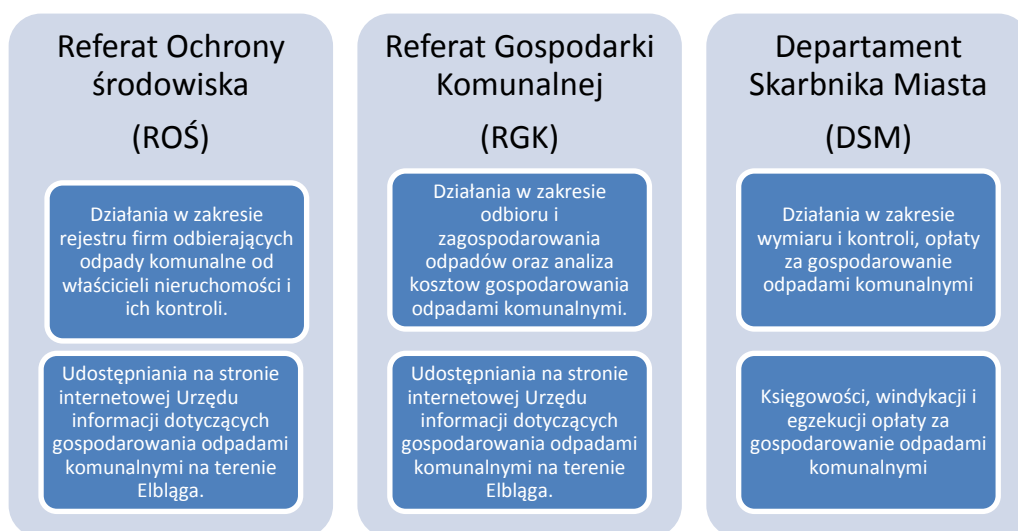 Referat Ochrony
środowiska
(ROŚ)
Działania w zakresie
rejestru firm odbierających
odpady komunalne od
właścicieli nieruchomości i
ich kontroli.
Udostępniania na stronie
internetowej Urzędu
informacji dotyczących
gospodarowania odpadami
komunalnymi na terenie
Elbląga.
Referat Gospodarki
Komunalnej
(RGK)
Działania w zakresie
odbioru i
zagospodarowania
odpadów oraz analiza
kosztow gospodarowania
odpadami komunalnymi.
Udostępniania na stronie
internetowej Urzędu
informacji dotyczących
gospodarowania odpadami
komunalnymi na terenie
Elbląga.
Departament
Skarbnika Miasta
(DSM)
Działania w zakresie
wymiaru i kontroli, opłaty
za gospodarowanie
odpadami komunalnymi
Księgowości, windykacji i
egzekucji opłaty za
gospodarowanie odpadami
komunalnymi